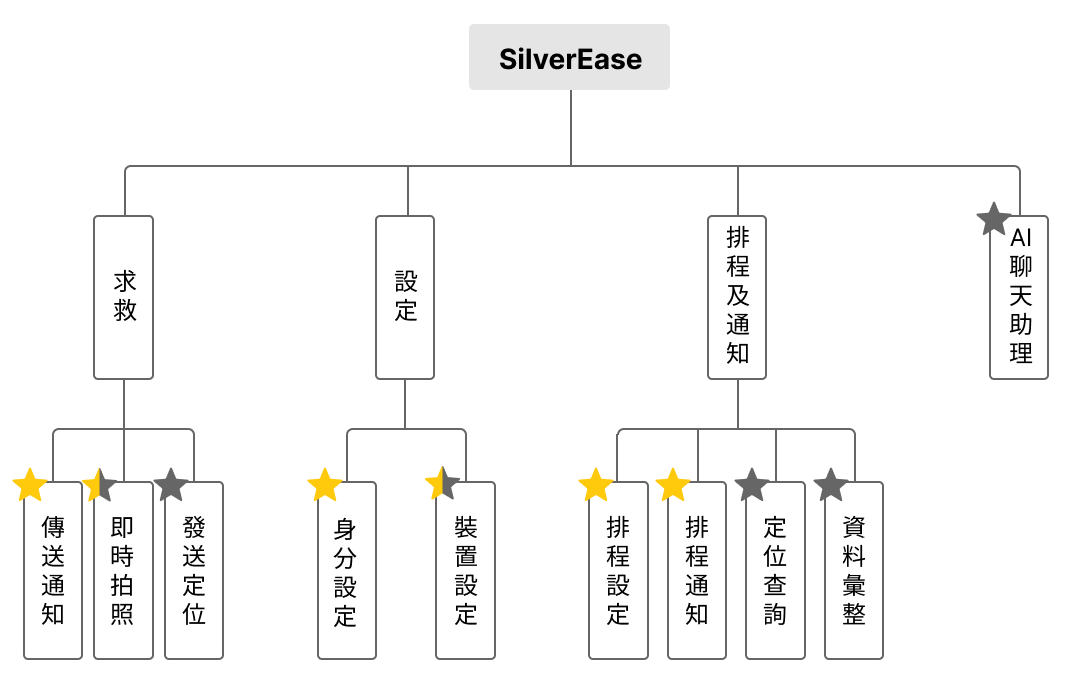 SilverEase
求救
設定
排程及通知
AI聊天助理
傳送通知
即時拍照
發送定位
身分設定
裝置設定
排程設定
排程通知
定位查詢
資料彙整